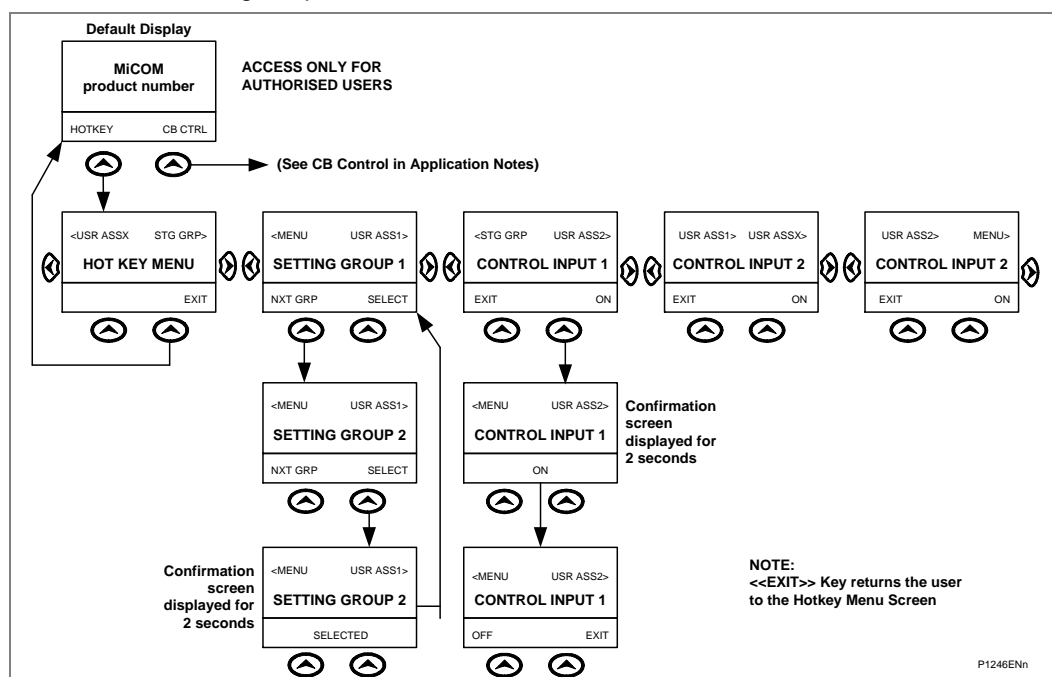 Default Display
MiCOM
product number
HOTKEY CB CTRL
ACCESS ONLY FOR
AUTHORISED USERS
(See CB Control in Application Notes)
<USR ASSX STG GRP>
HOT KEY MENU
EXIT
<MENU USR ASS1>
SETTING GROUP 1
NXT GRP SELECT
<STG GRP USR ASS2>
CONTROL INPUT 1
EXIT ON
USR ASS1> USR ASSX>
CONTROL INPUT 2
EXIT ON
USR ASS2> MENU>
CONTROL INPUT 2
EXIT ON
<MENU USR ASS1>
SETTING GROUP 2
NXT GRP SELECT
<MENU USR ASS2>
CONTROL INPUT 1
ON
Confirmation
screen
displayed for
2 seconds
Confirmation
screen
displayed for
2 seconds
<MENU USR ASS1>
SETTING GROUP 2
SELECTED
<MENU USR ASS2>
CONTROL INPUT 1
OFF EXIT
NOTE:
<<EXIT>> Key returns the user
to the Hotkey Menu Screen
P1246ENn